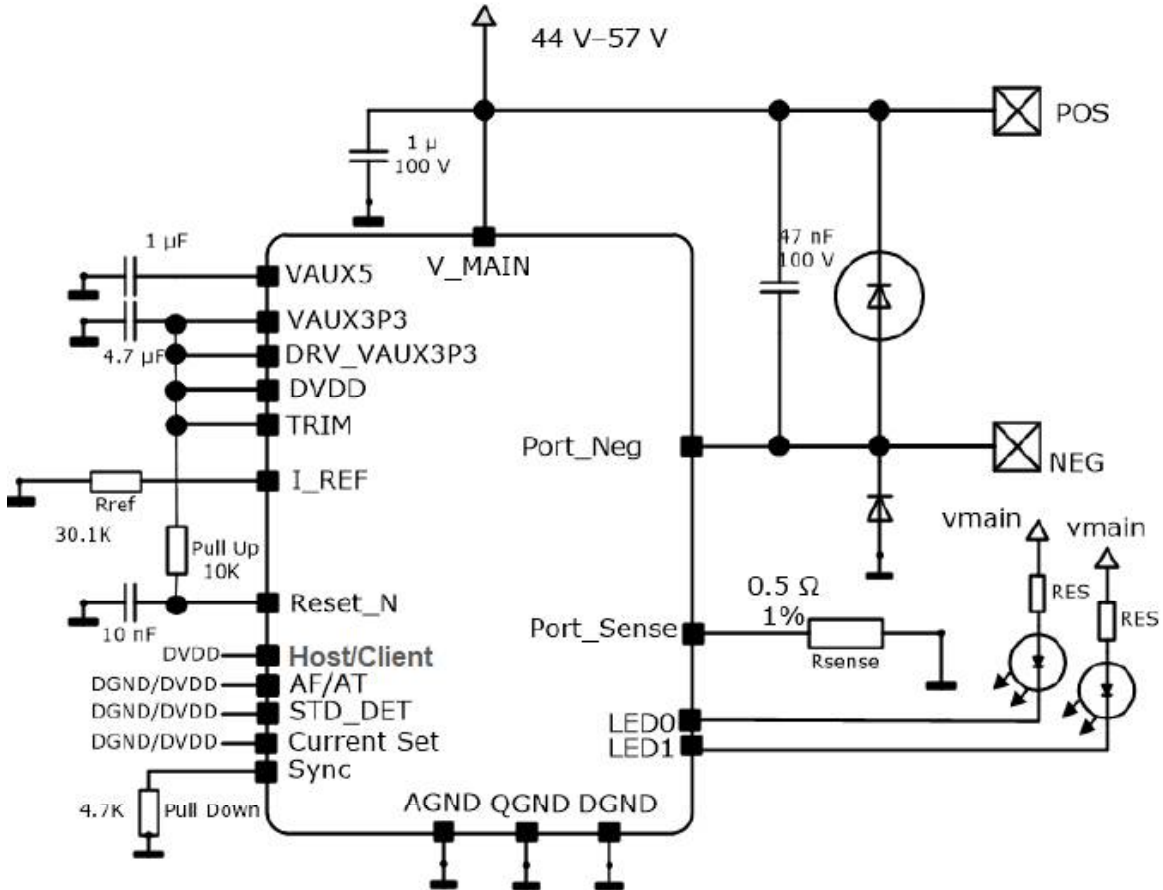 44 V–57 V
POS
1 µ
100 V
47 nF
100 V
1 µF
V_MAIN
VAUX5
VAUX3P3
4.7 µF
DRV_VAUX3P3
DVDD
TRIM
Port_Neg
NEG
I_REF
Rref
30.1K
vmain
vmain
Pull Up
10K
RES
RES
0.5 Ω
1%
Reset_N
10 nF
Port_Sense
Rsense
DVDD
Host/Client
DGND/DVDD
AF/AT
DGND/DVDD
STD_DET
LED0
DGND/DVDD
Current Set
LED1
Sync
4.7K
Pull Down
AGND QGND DGND